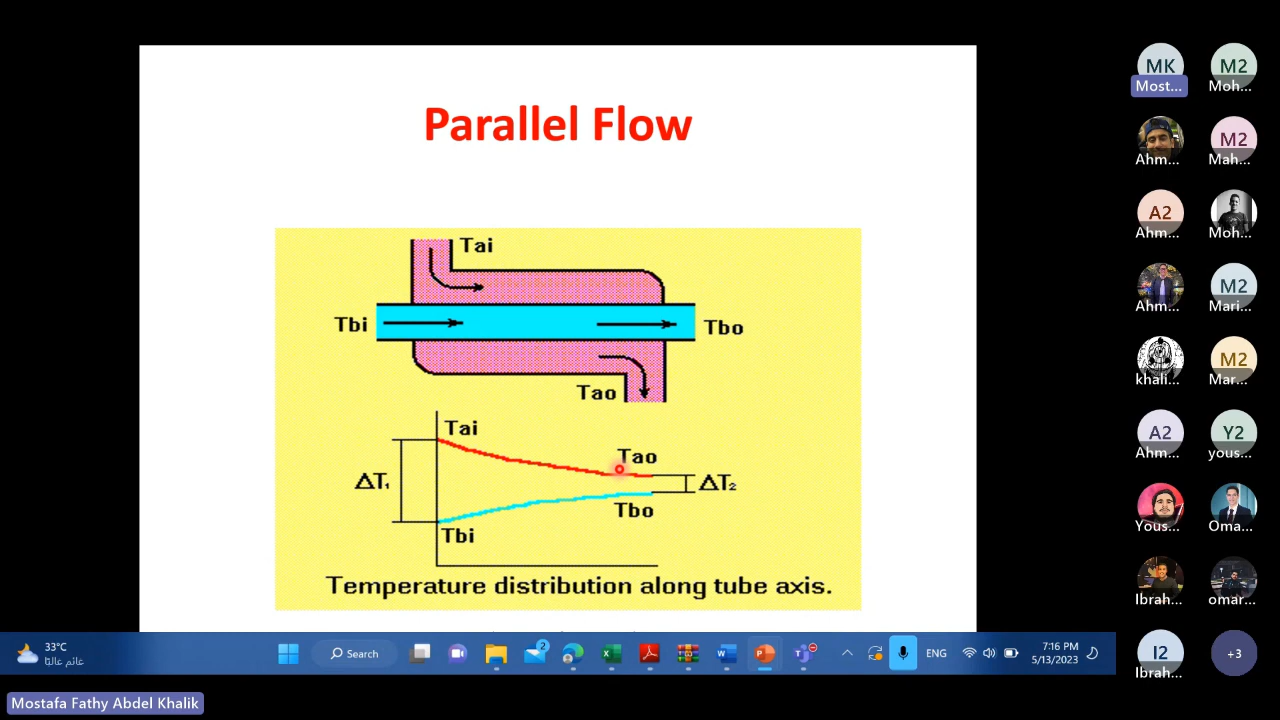 Parallel Flow
Tai
Tbi
Tbo
Tao
Tai
Tao
ΔT₁
ΔT₂
Tbo
Tbi
Temperature distribution along tube axis.
MK
Most...
M2
Moh...
Ahm...
M2
Mah...
A2
Ahm...
Moh...
Ahm...
M2
Mari...
khali...
M2
Mar...
A2
Ahm...
Y2
yous...
Yous...
Oma...
Ibrah...
omar...
I2
Ibrah...
+3
33°C
غائم غالبًا
Search
2
ENG
7:16 PM
5/13/2023
Mostafa Fathy Abdel Khalik